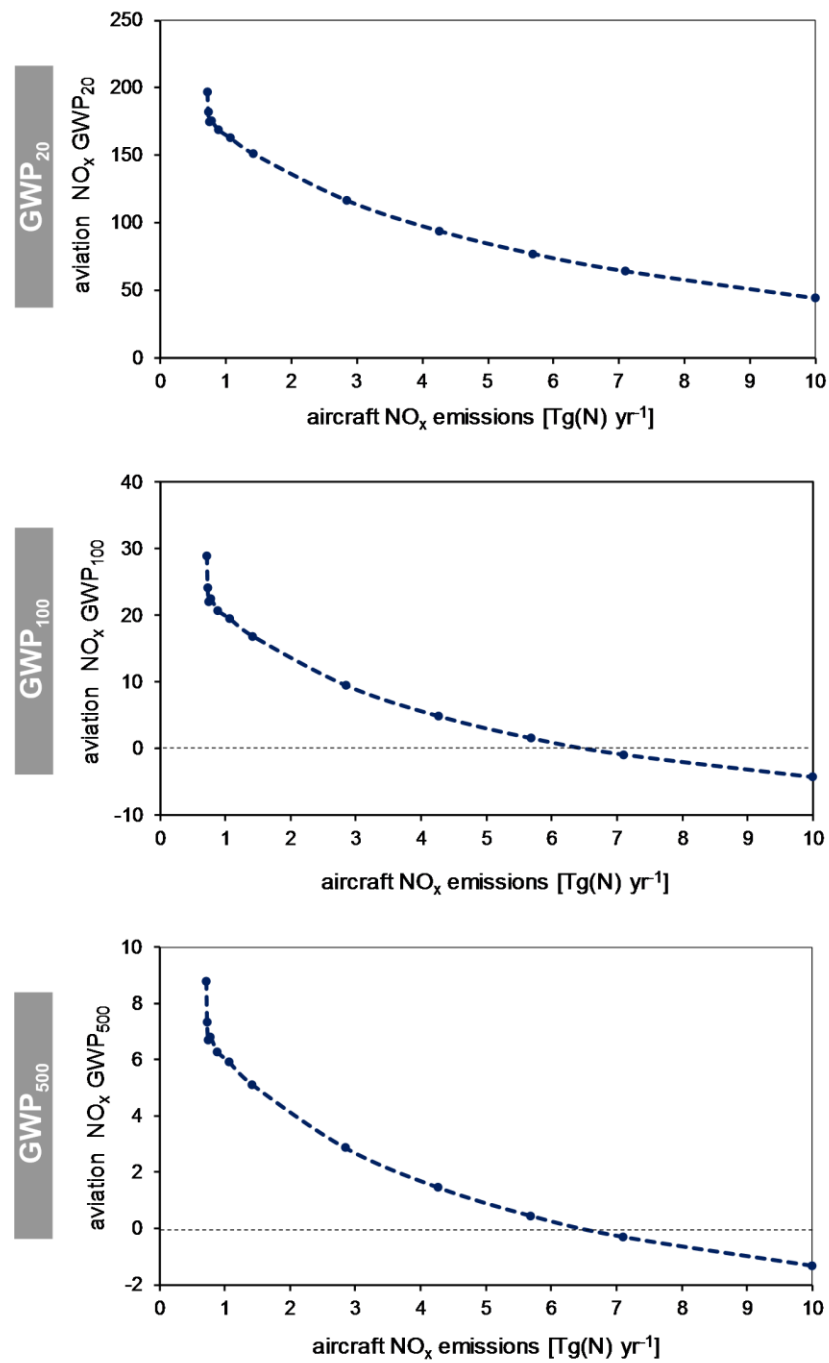 GWP₂₀
aviation NOₓ GWP₂₀
250
200
150
100
50
0
0 1 2 3 4 5 6 7 8 9 10
aircraft NOₓ emissions [Tg(N) yr⁻¹]
GWP₁₀₀
aviation NOₓ GWP₁₀₀
40
30
20
10
0
-10
0 1 2 3 4 5 6 7 8 9 10
aircraft NOₓ emissions [Tg(N) yr⁻¹]
GWP₅₀₀
aviation NOₓ GWP₅₀₀
10
8
6
4
2
0
-2
0 1 2 3 4 5 6 7 8 9 10
aircraft NOₓ emissions [Tg(N) yr⁻¹]